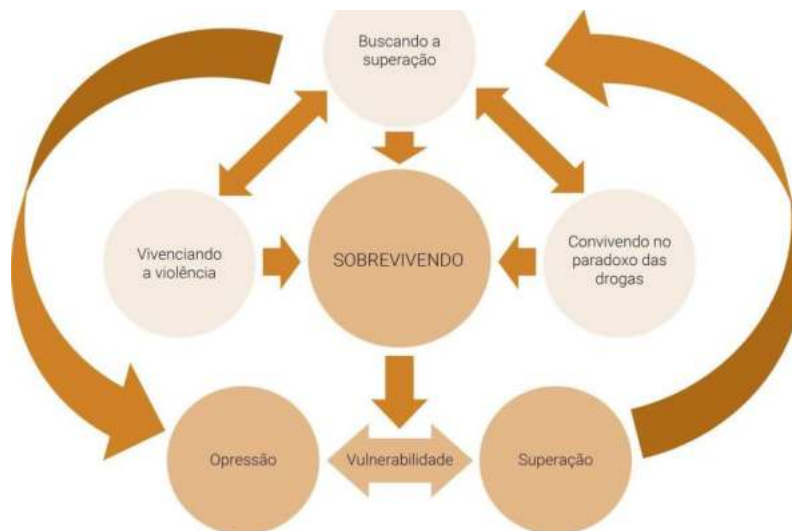 Buscando a
superação
Vivenciando
a violência
SOBREVIVENDO
Convivendo no
paradoxo das
drogas
Opressão
Vulnerabilidade
Superação